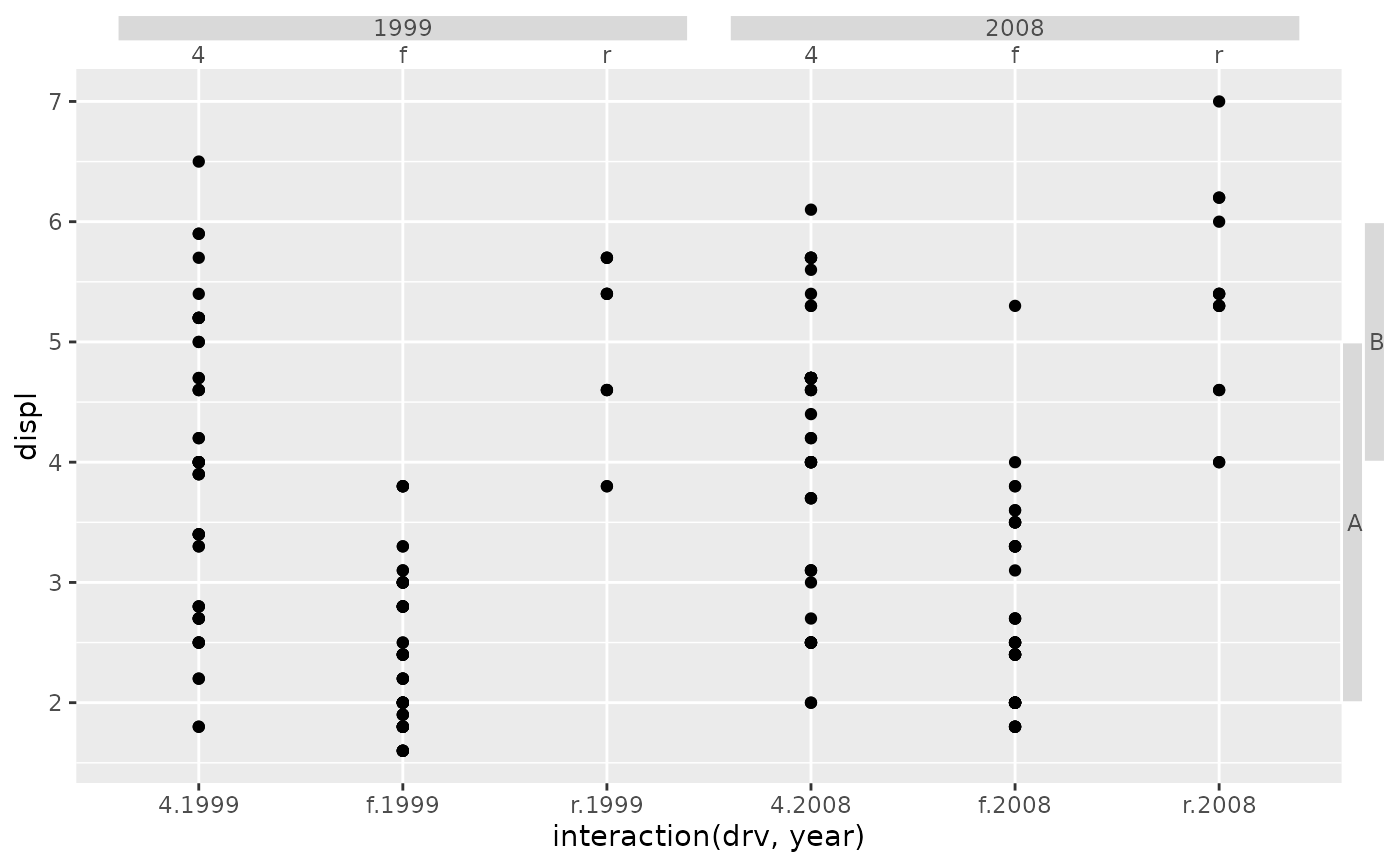 1999 2008
4 f r 4 f r
7
6
5
4
3
2
displ
B
A
4.1999 f.1999 r.1999 4.2008 f.2008 r.2008
interaction(drv, year)